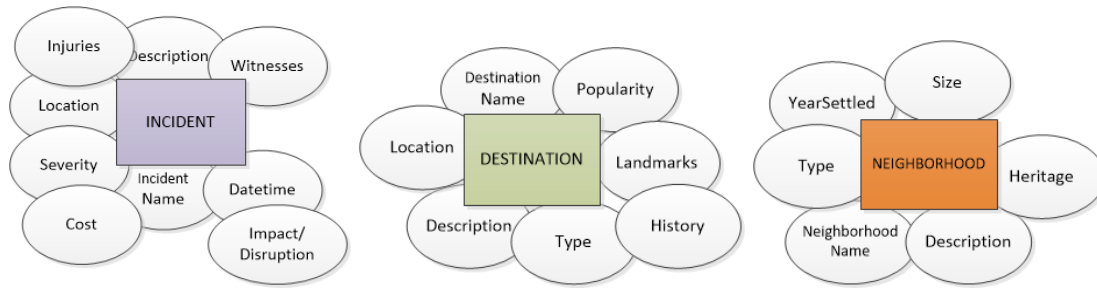 Injuries
Description
Witnesses
Location
INCIDENT
Severity
Incident
Name
Datetime
Cost
Impact/
Disruption
Destination
Name
Popularity
Location
DESTINATION
Landmarks
Description
Type
History
Size
YearSettled
Type
NEIGHBORHOOD
Heritage
Neighborhood
Name
Description